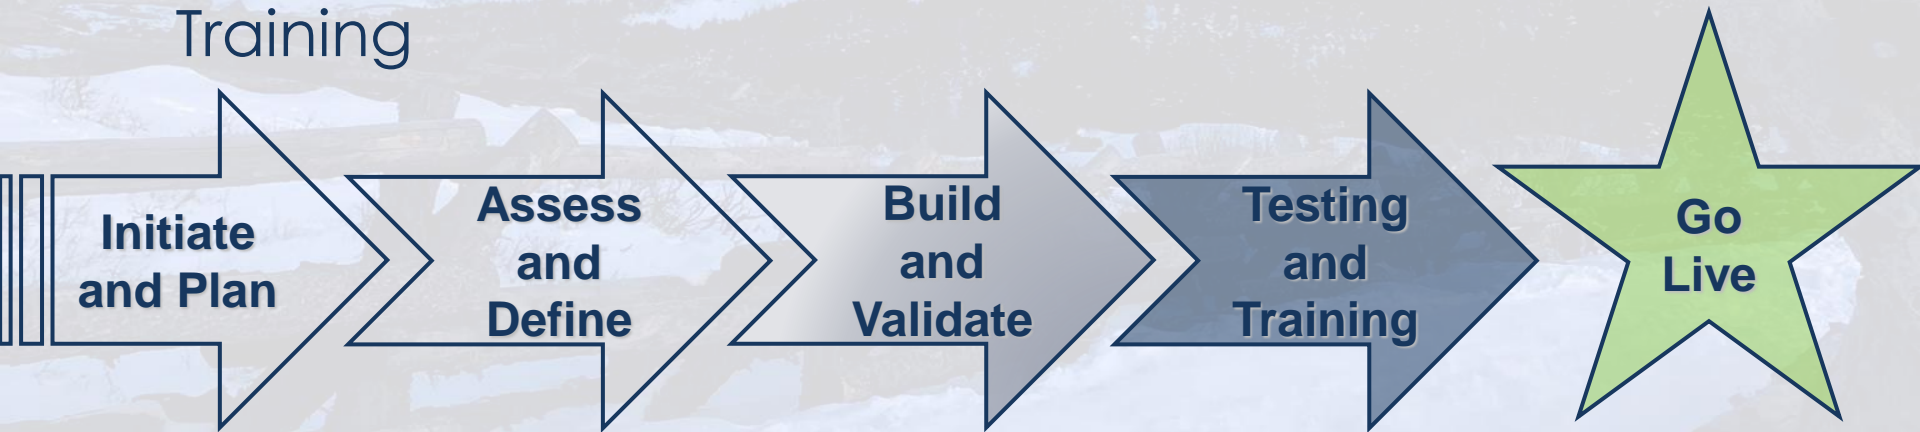 Training
Initiate
and Plan
Assess
and
Define
Build
and
Validate
Testing
and
Training
Go
Live